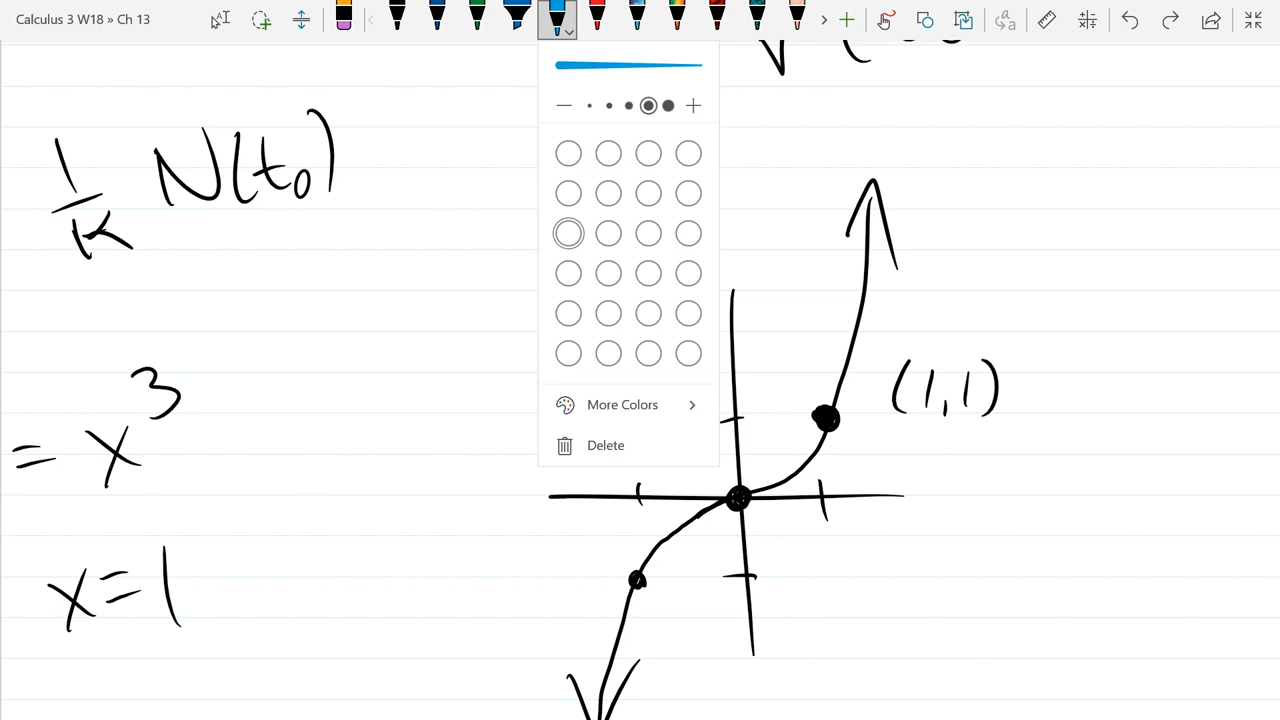 Calculus 3 W18 » Ch 13
1/K N(t₀)
= x³
x = 1
More Colors
Delete
(1,1)